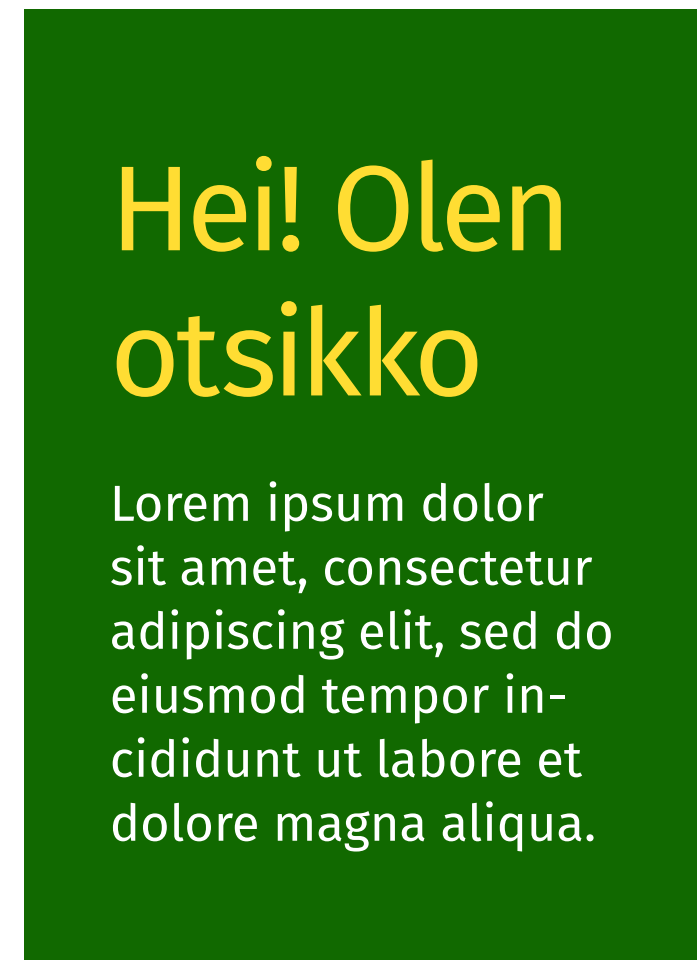 Hei! Olen
otsikko
Lorem ipsum dolor
sit amet, consectetur
adipiscing elit, sed do
eiusmod tempor in-
cididunt ut labore et
dolore magna aliqua.